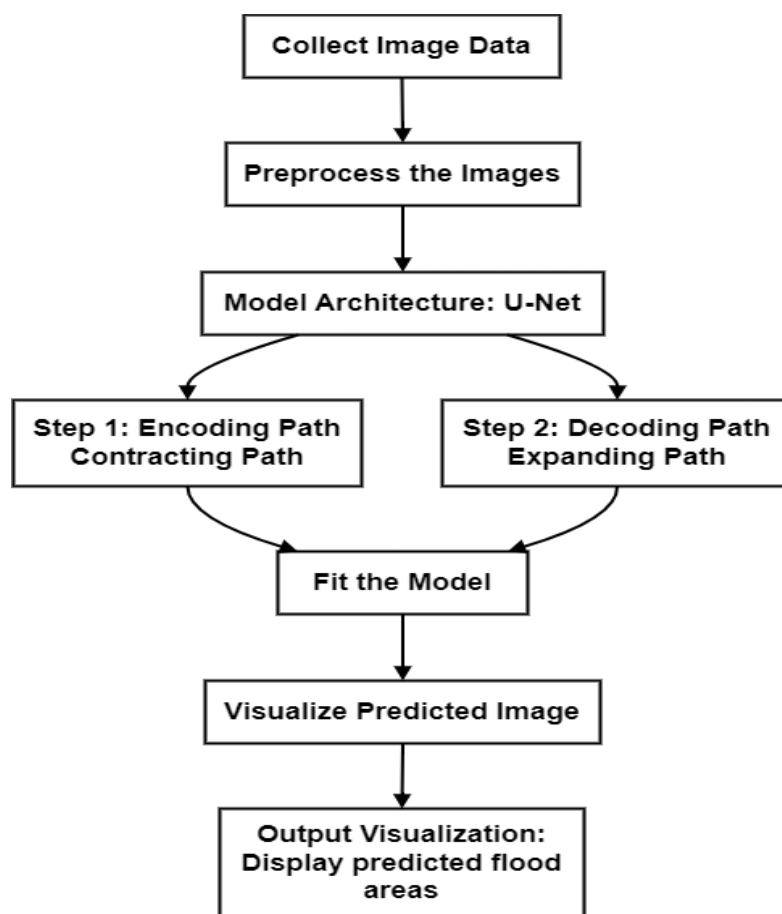 Collect Image Data
Preprocess the Images
Model Architecture: U-Net
Step 1: Encoding Path
Contracting Path
Step 2: Decoding Path
Expanding Path
Fit the Model
Visualize Predicted Image
Output Visualization:
Display predicted flood
areas